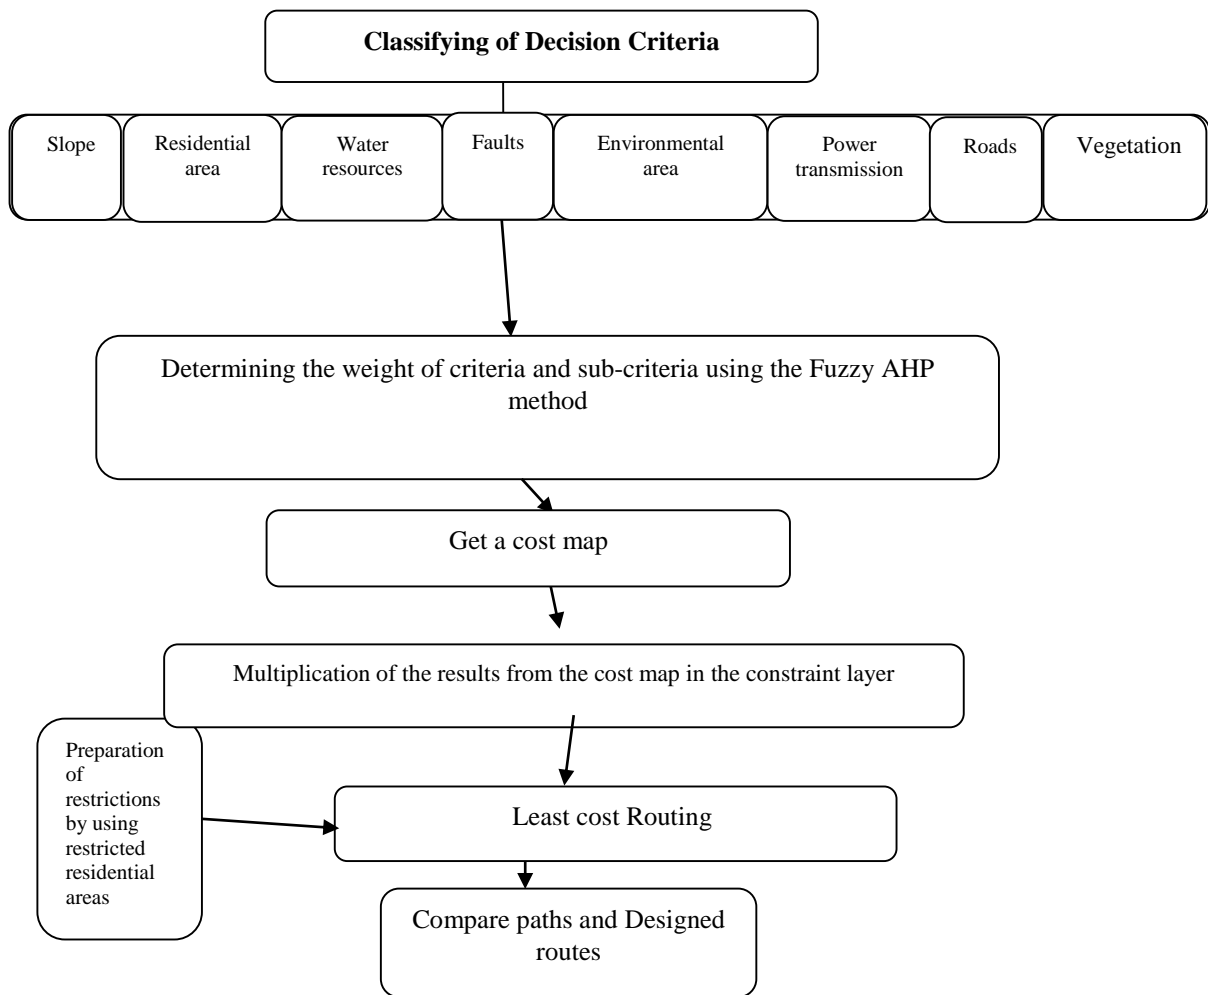 Classifying of Decision Criteria
Slope
Residential
area
Water
resources
Faults
Environmental
area
Power
transmission
Roads
Vegetation
Determining the weight of criteria and sub-criteria using the Fuzzy AHP
method
Get a cost map
Multiplication of the results from the cost map in the constraint layer
Preparation
of
restrictions
by using
restricted
residential
areas
Least cost Routing
Compare paths and Designed
routes